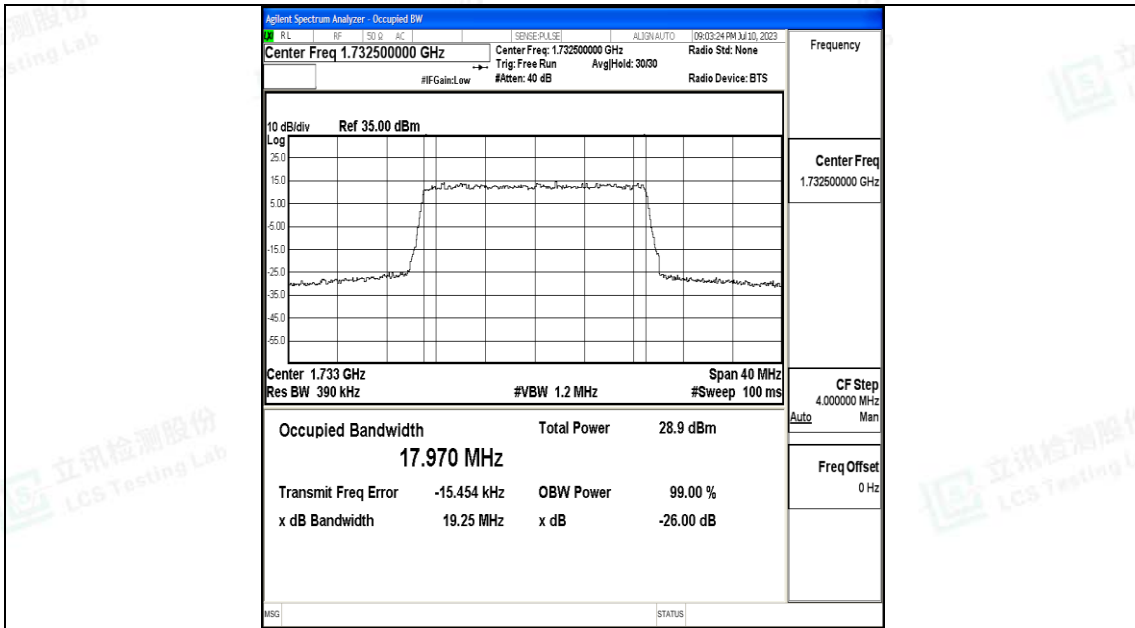 Agilent Spectrum Analyzer - Occupied BW
RL RF 50 Ω AC SENSE:PULSE ALIGN AUTO 09:03:24 PM Jul 10, 2023
Center Freq 1.732500000 GHz
Center Freq: 1.732500000 GHz Radio Std: None
Trig: Free Run Avg|Hold: 30/30
#IFGain:Low #Atten: 40 dB Radio Device: BTS
10 dB/div Ref 35.00 dBm
Log
25.0
15.0
5.00
-5.00
-15.0
-25.0
-35.0
-45.0
-55.0
Center 1.733 GHz Span 40 MHz
Res BW 390 kHz #VBW 1.2 MHz #Sweep 100 ms
Occupied Bandwidth Total Power 28.9 dBm
17.970 MHz
Transmit Freq Error -15.454 kHz OBW Power 99.00 %
x dB Bandwidth 19.25 MHz x dB -26.00 dB
MSG STATUS
Frequency
Center Freq
1.732500000 GHz
CF Step
4.000000 MHz
Auto Man
Freq Offset
0 Hz
立讯检测股份
LCS Testing Lab
立讯检测股份